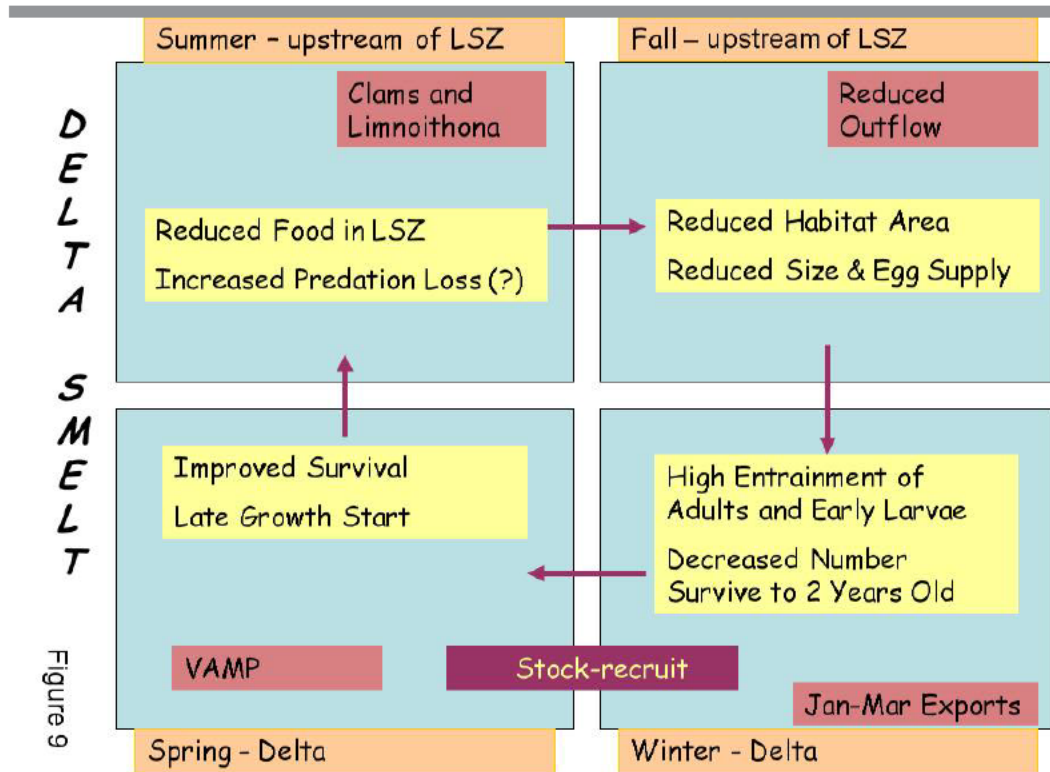 Summer – upstream of LSZ
Fall – upstream of LSZ
DELTA SMELT
Clams and
Limnoithona
Reduced Food in LSZ
Increased Predation Loss (?)
Reduced
Outflow
Reduced Habitat Area
Reduced Size & Egg Supply
Improved Survival
Late Growth Start
VAMP
High Entrainment of
Adults and Early Larvae
Decreased Number
Survive to 2 Years Old
Stock-recruit
Jan-Mar Exports
Spring - Delta
Winter - Delta
Figure 9